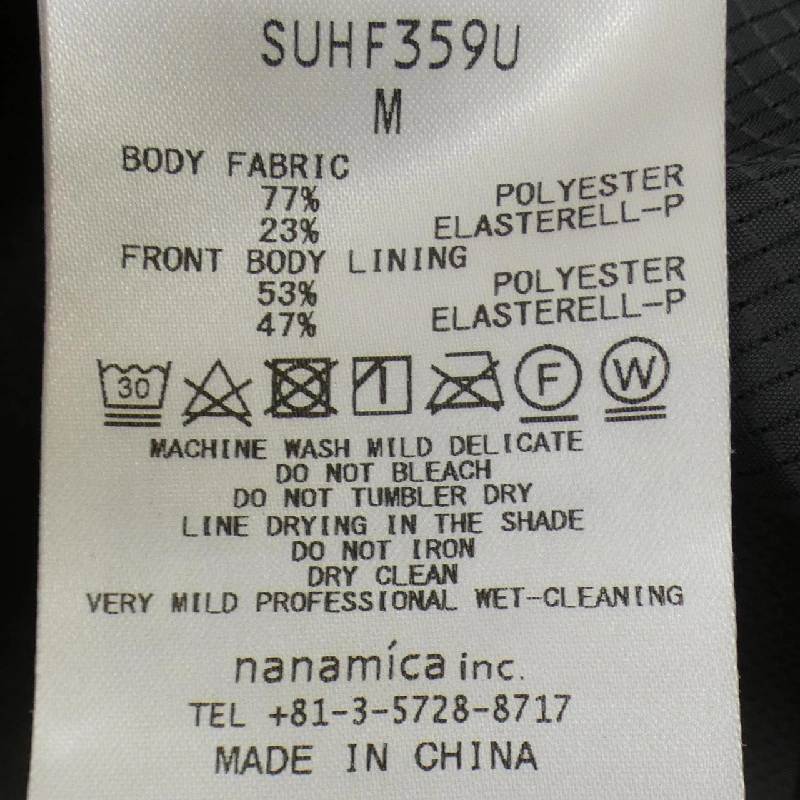 SUHF359U
M
BODY FABRIC
77% POLYESTER
23% ELASTERELL-P
FRONT BODY LINING
53% POLYESTER
47% ELASTERELL-P
30 F W
MACHINE WASH MILD DELICATE
DO NOT BLEACH
DO NOT TUMBLER DRY
LINE DRYING IN THE SHADE
DO NOT IRON
DRY CLEAN
VERY MILD PROFESSIONAL WET-CLEANING
nanamíca inc.
TEL +81-3-5728-8717
MADE IN CHINA